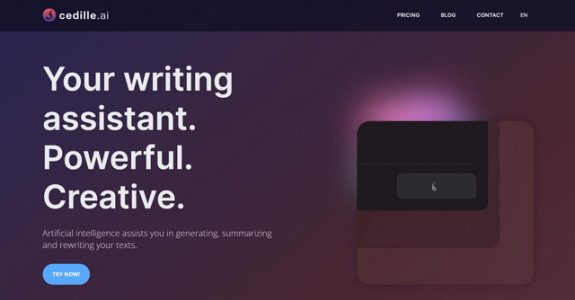 cedille.ai
PRICING BLOG CONTACT EN
Your writing
assistant.
Powerful.
Creative.
Artificial intelligence assists you in generating, summarizing
and rewriting your texts.
TRY NOW!